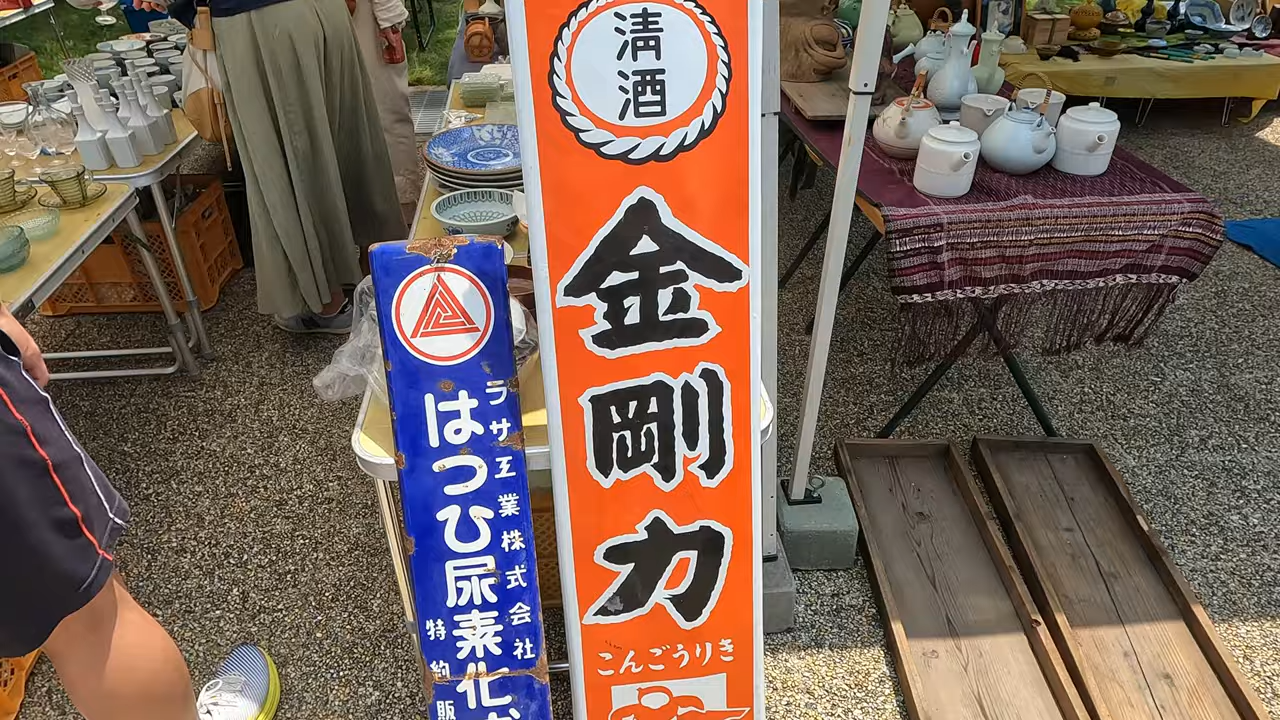 清酒
金剛力
こんごうりき
ラサ工業株式会社
はつひ尿素化
特約販